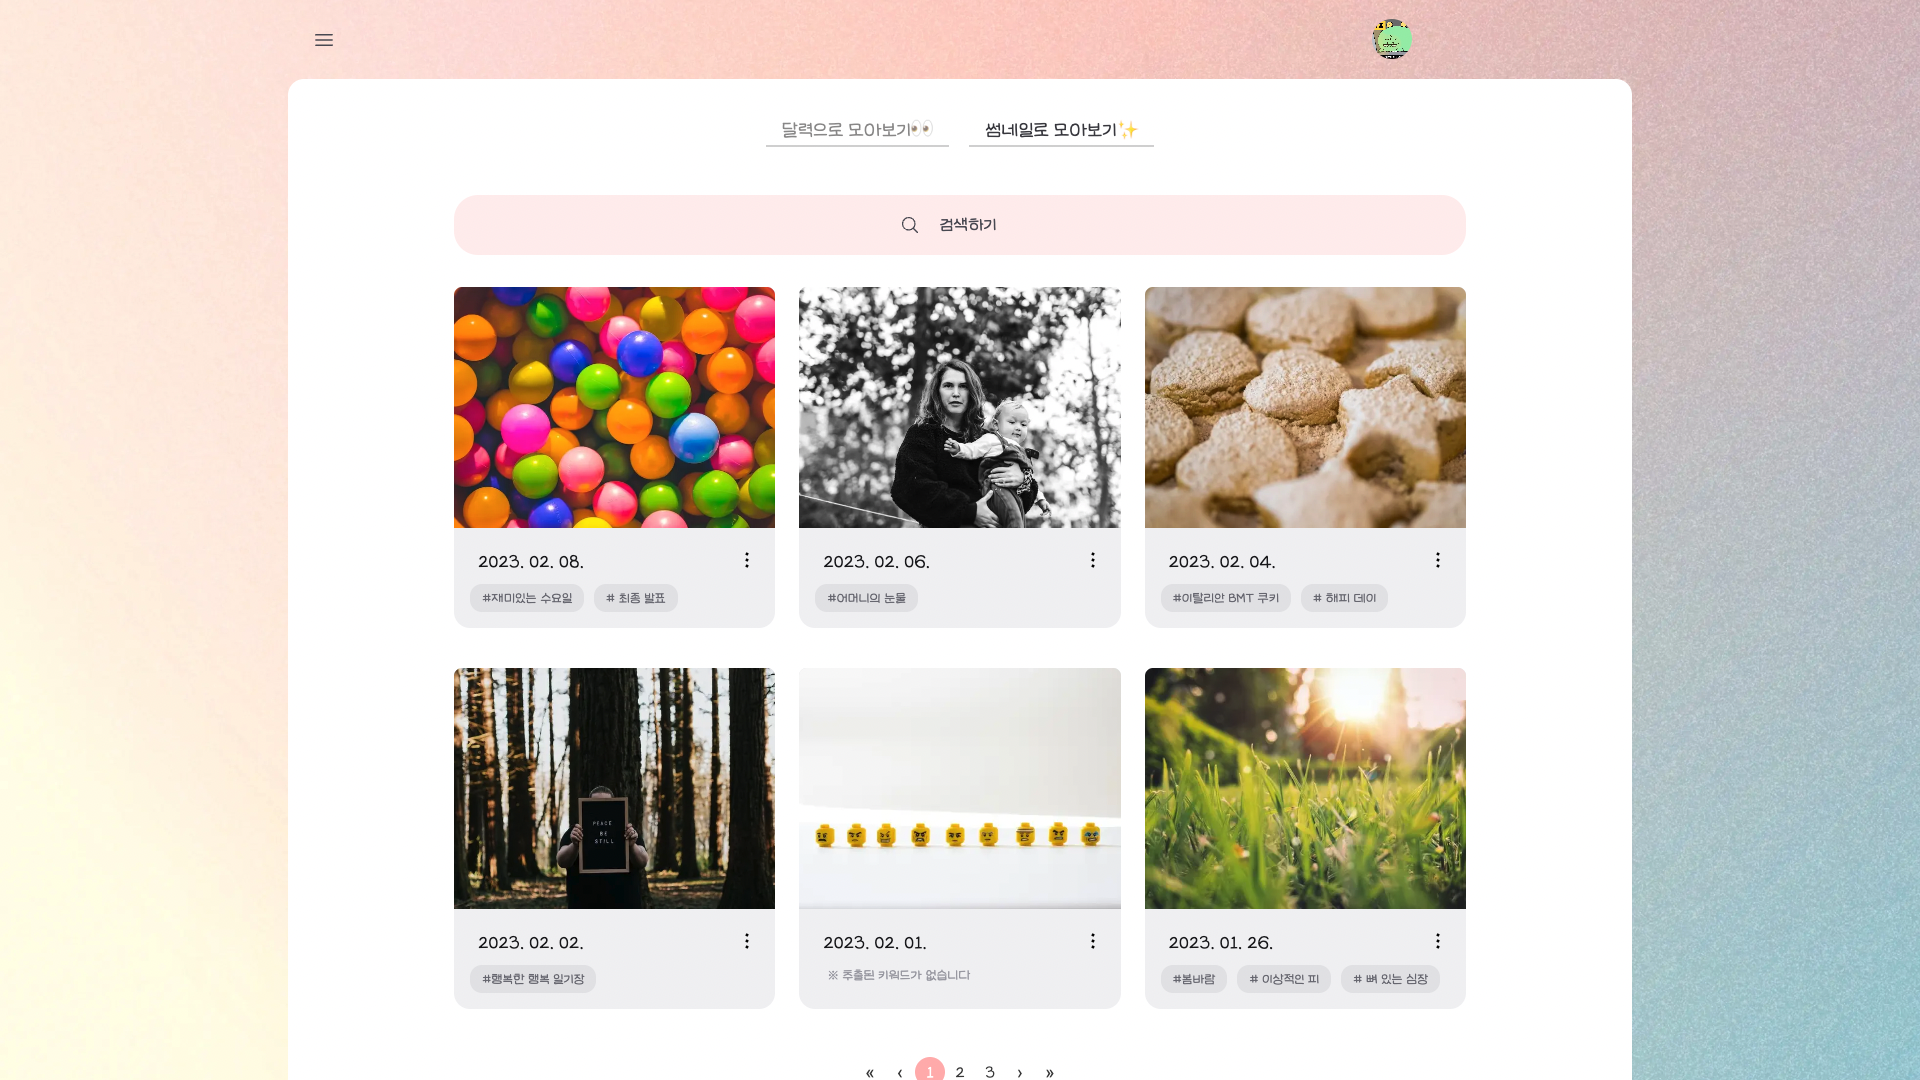 달력으로 모아보기👀 썸네일로 모아보기✨
검색하기
2023. 02. 08.
#재미있는 수요일 # 최종 발표
2023. 02. 06.
#어머니의 눈물
2023. 02. 04.
#이탈리안 BMT 쿠키 # 해피 데이
PEACE
BE
STILL
2023. 02. 02.
#행복한 행복 일기장
2023. 02. 01.
※ 추출된 키워드가 없습니다
2023. 01. 26.
#봄바람 # 이상적인 피 # 뼈 있는 심장
« ‹ 1 2 3 › »